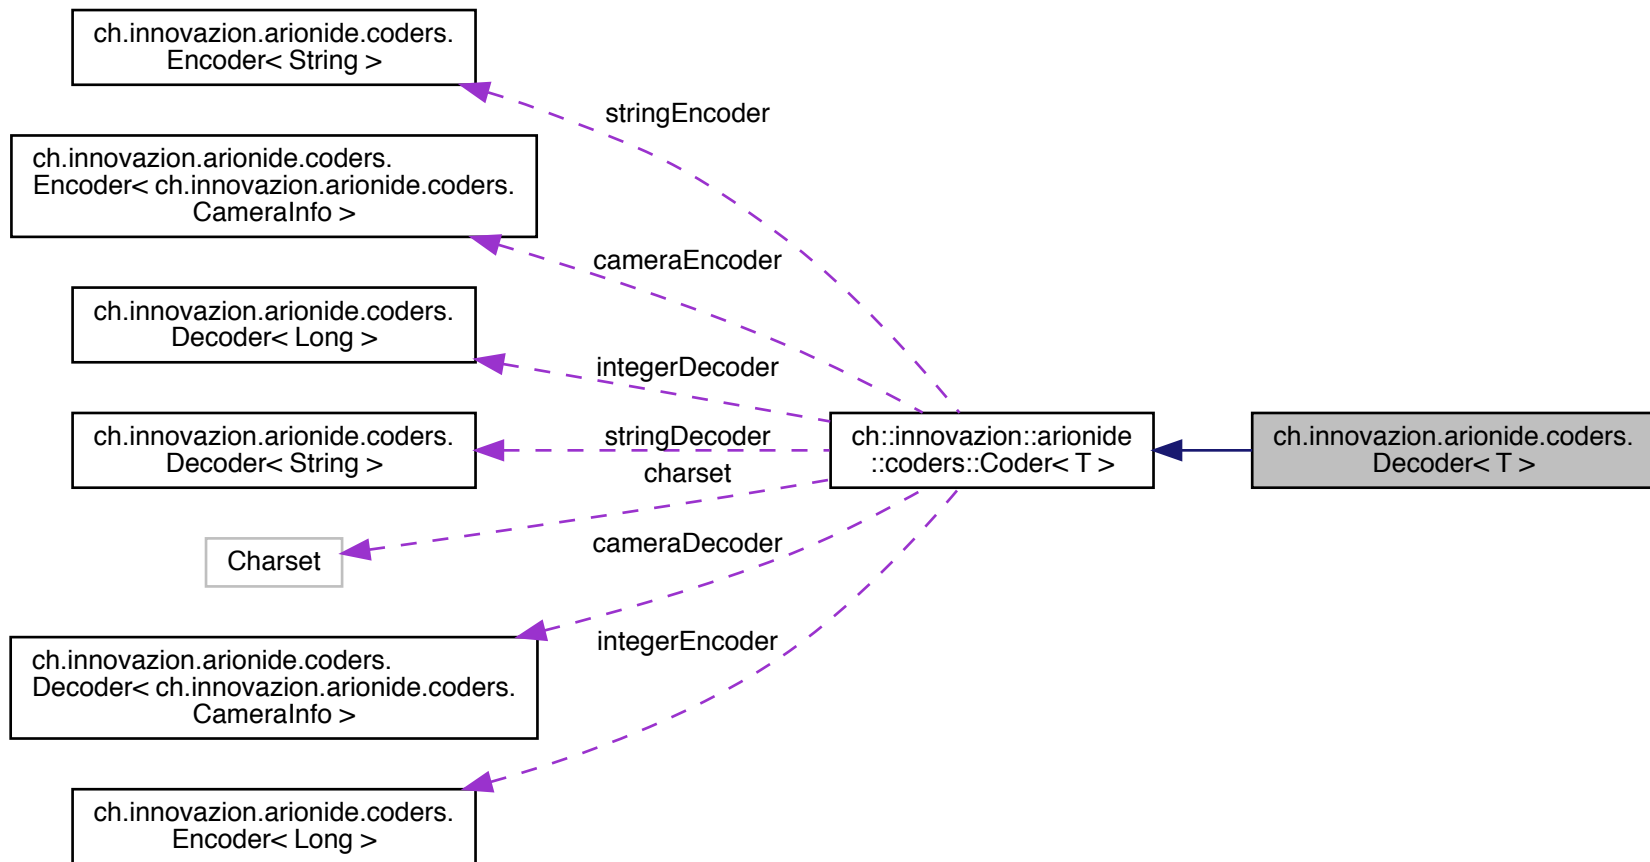 ch.innovazion.arionide.coders.
Encoder< String >
stringEncoder
ch.innovazion.arionide.coders.
Encoder< ch.innovazion.arionide.coders.
CameraInfo >
cameraEncoder
ch.innovazion.arionide.coders.
Decoder< Long >
integerDecoder
ch.innovazion.arionide.coders.
Decoder< String >
stringDecoder
ch::innovazion::arionide
::coders::Coder< T >
ch.innovazion.arionide.coders.
Decoder< T >
charset
Charset
cameraDecoder
ch.innovazion.arionide.coders.
Decoder< ch.innovazion.arionide.coders.
CameraInfo >
integerEncoder
ch.innovazion.arionide.coders.
Encoder< Long >